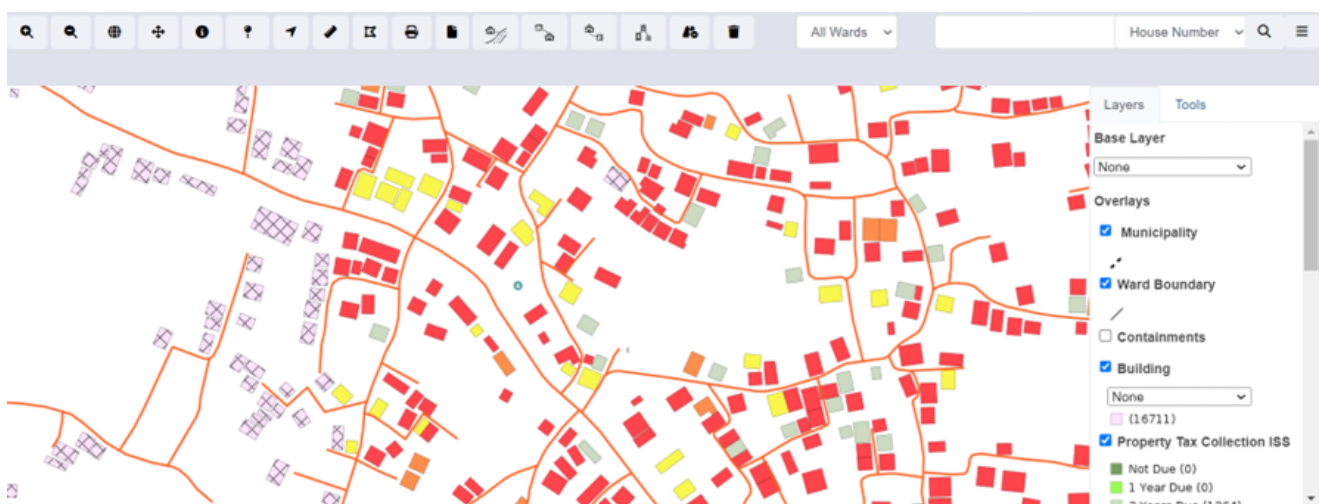 All Wards
House Number
Layers
Tools
Base Layer
None
Overlays
Municipality
Ward Boundary
Containments
Building
None
(16711)
Property Tax Collection ISS
Not Due (0)
1 Year Due (0)